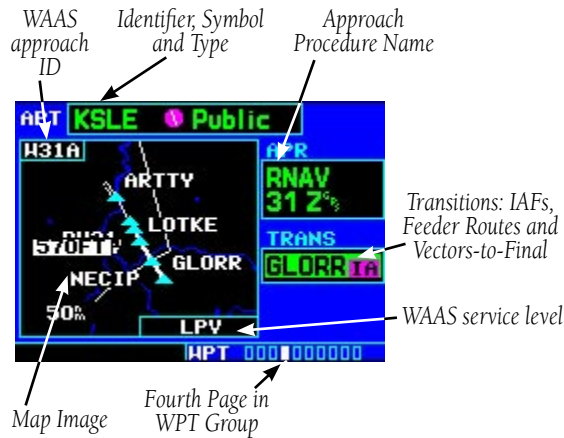 WAAS
approach
ID
Identifier, Symbol
and Type
Approach
Procedure Name
APT KSLE Public
W31A
APR
RNAV
31 Z
ARTTY
LOTKE
570FT
GLORR
NECIP
50
LPV
TRANS
GLORR IA
Transitions: IAFs,
Feeder Routes and
Vectors-to-Final
WAAS service level
WPT
Map Image
Fourth Page in
WPT Group